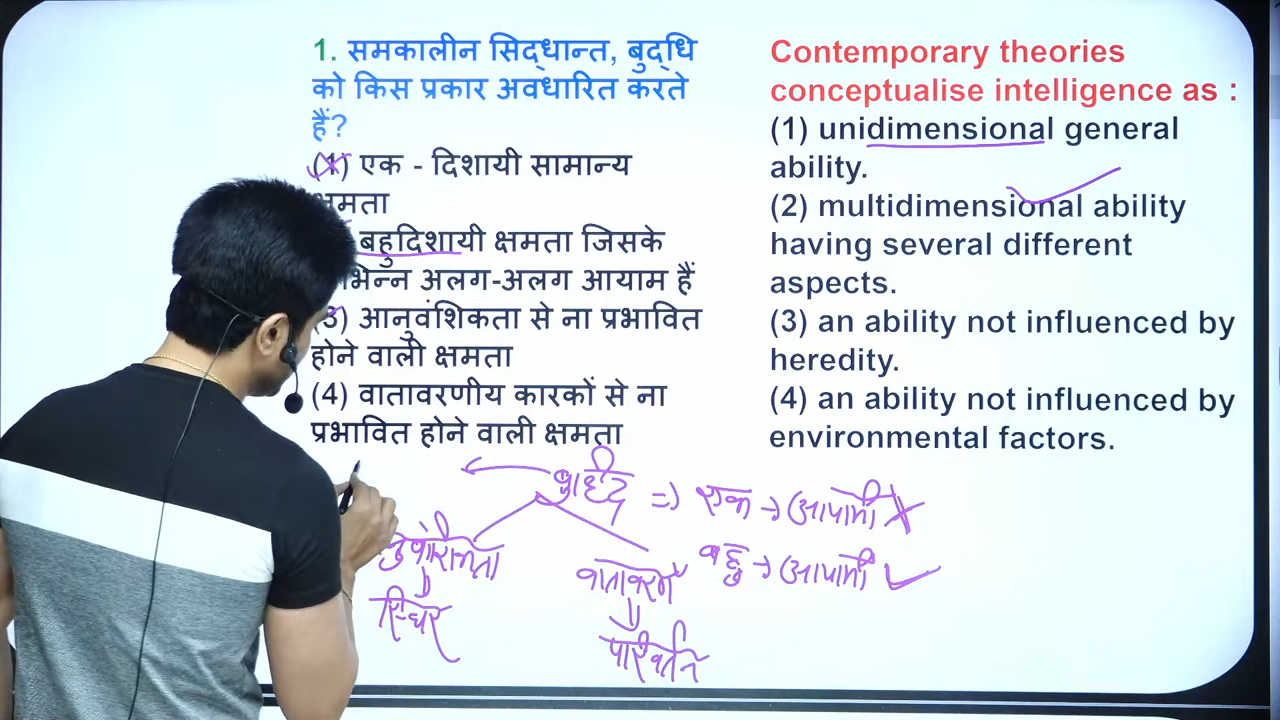 1. समकालीन सिद्धान्त, बुद्धि
को किस प्रकार अवधारित करते
हैं?
(1) एक - दिशायी सामान्य
क्षमता
बहुदिशायी क्षमता जिसके
भिन्न अलग-अलग आयाम हैं
(3) आनुवंशिकता से ना प्रभावित
होने वाली क्षमता
(4) वातावरणीय कारकों से ना
प्रभावित होने वाली क्षमता
Contemporary theories
conceptualise intelligence as :
(1) unidimensional general
ability.
(2) multidimensional ability
having several different
aspects.
(3) an ability not influenced by
heredity.
(4) an ability not influenced by
environmental factors.
बुद्धि => एक -> आयामी
बहु -> आयामी
स्थिर
परिवर्तन